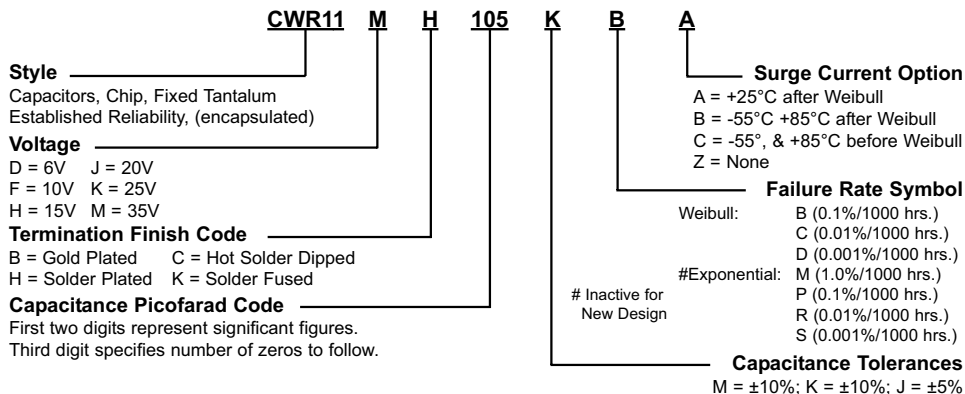 CWR11 M H 105 K B A
Style
Capacitors, Chip, Fixed Tantalum
Established Reliability, (encapsulated)
Voltage
D = 6V J = 20V
F = 10V K = 25V
H = 15V M = 35V
Termination Finish Code
B = Gold Plated C = Hot Solder Dipped
H = Solder Plated K = Solder Fused
Capacitance Picofarad Code
First two digits represent significant figures.
Third digit specifies number of zeros to follow.
Surge Current Option
A = +25°C after Weibull
B = -55°C +85°C after Weibull
C = -55°, & +85°C before Weibull
Z = None
Failure Rate Symbol
Weibull: B (0.1%/1000 hrs.)
C (0.01%/1000 hrs.)
D (0.001%/1000 hrs.)
#Exponential: M (1.0%/1000 hrs.)
P (0.1%/1000 hrs.)
R (0.01%/1000 hrs.)
S (0.001%/1000 hrs.)
# Inactive for
New Design
Capacitance Tolerances
M = ±10%; K = ±10%; J = ±5%